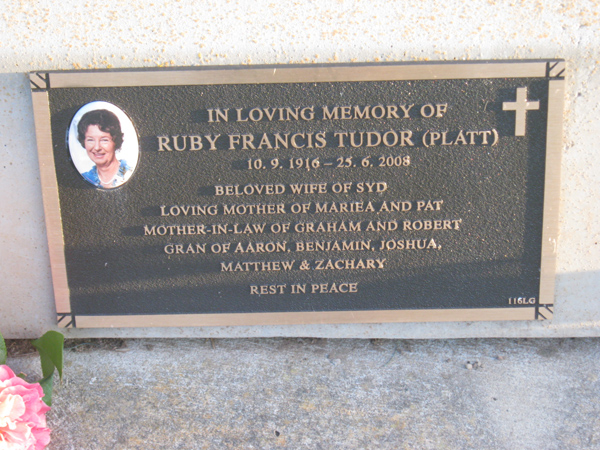 IN LOVING MEMORY OF
RUBY FRANCIS TUDOR (PLATT)
10. 9. 1916 – 25. 6. 2008
BELOVED WIFE OF SYD
LOVING MOTHER OF MARIEA AND PAT
MOTHER-IN-LAW OF GRAHAM AND ROBERT
GRAN OF AARON, BENJAMIN, JOSHUA,
MATTHEW & ZACHARY
REST IN PEACE
116LG